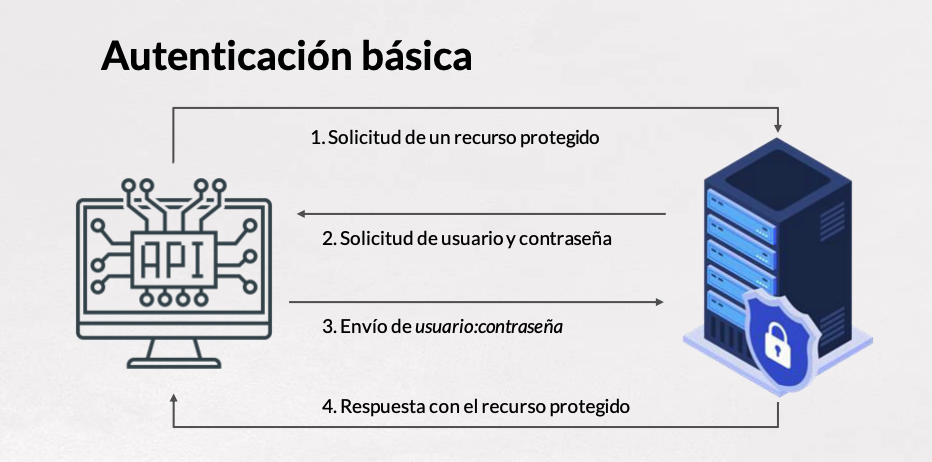 Autenticación básica
1. Solicitud de un recurso protegido
API
2. Solicitud de usuario y contraseña
3. Envío de usuario:contraseña
4. Respuesta con el recurso protegido